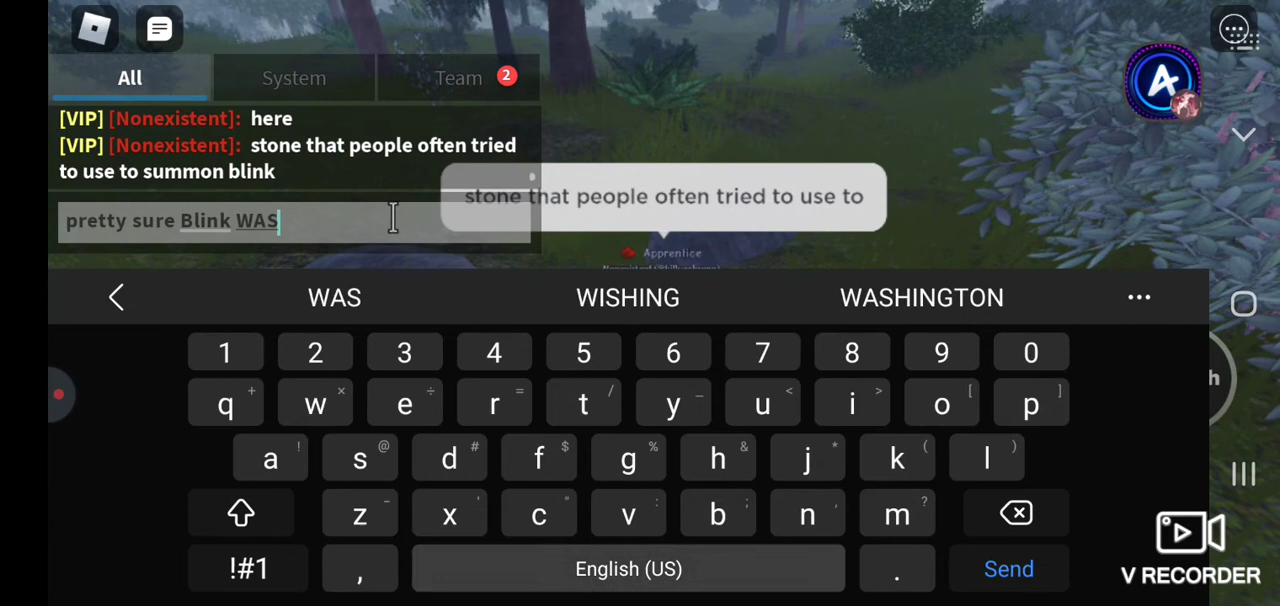 All
System
Team
2
[VIP] [Nonexistent]: here
[VIP] [Nonexistent]: stone that people often tried
to use to summon blink
stone that people often tried to use to
pretty sure Blink WAS
Apprentice
WAS
WISHING
WASHINGTON
1 2 3 4 5 6 7 8 9 0
q + w × e ÷ r = t / y _ u < i > o [ p ]
a ! s @ d # f $ g % h & j * k ( l )
z - x ' c " v : b ; n , m ?
!#1 , English (US) . Send
h
V RECORDER